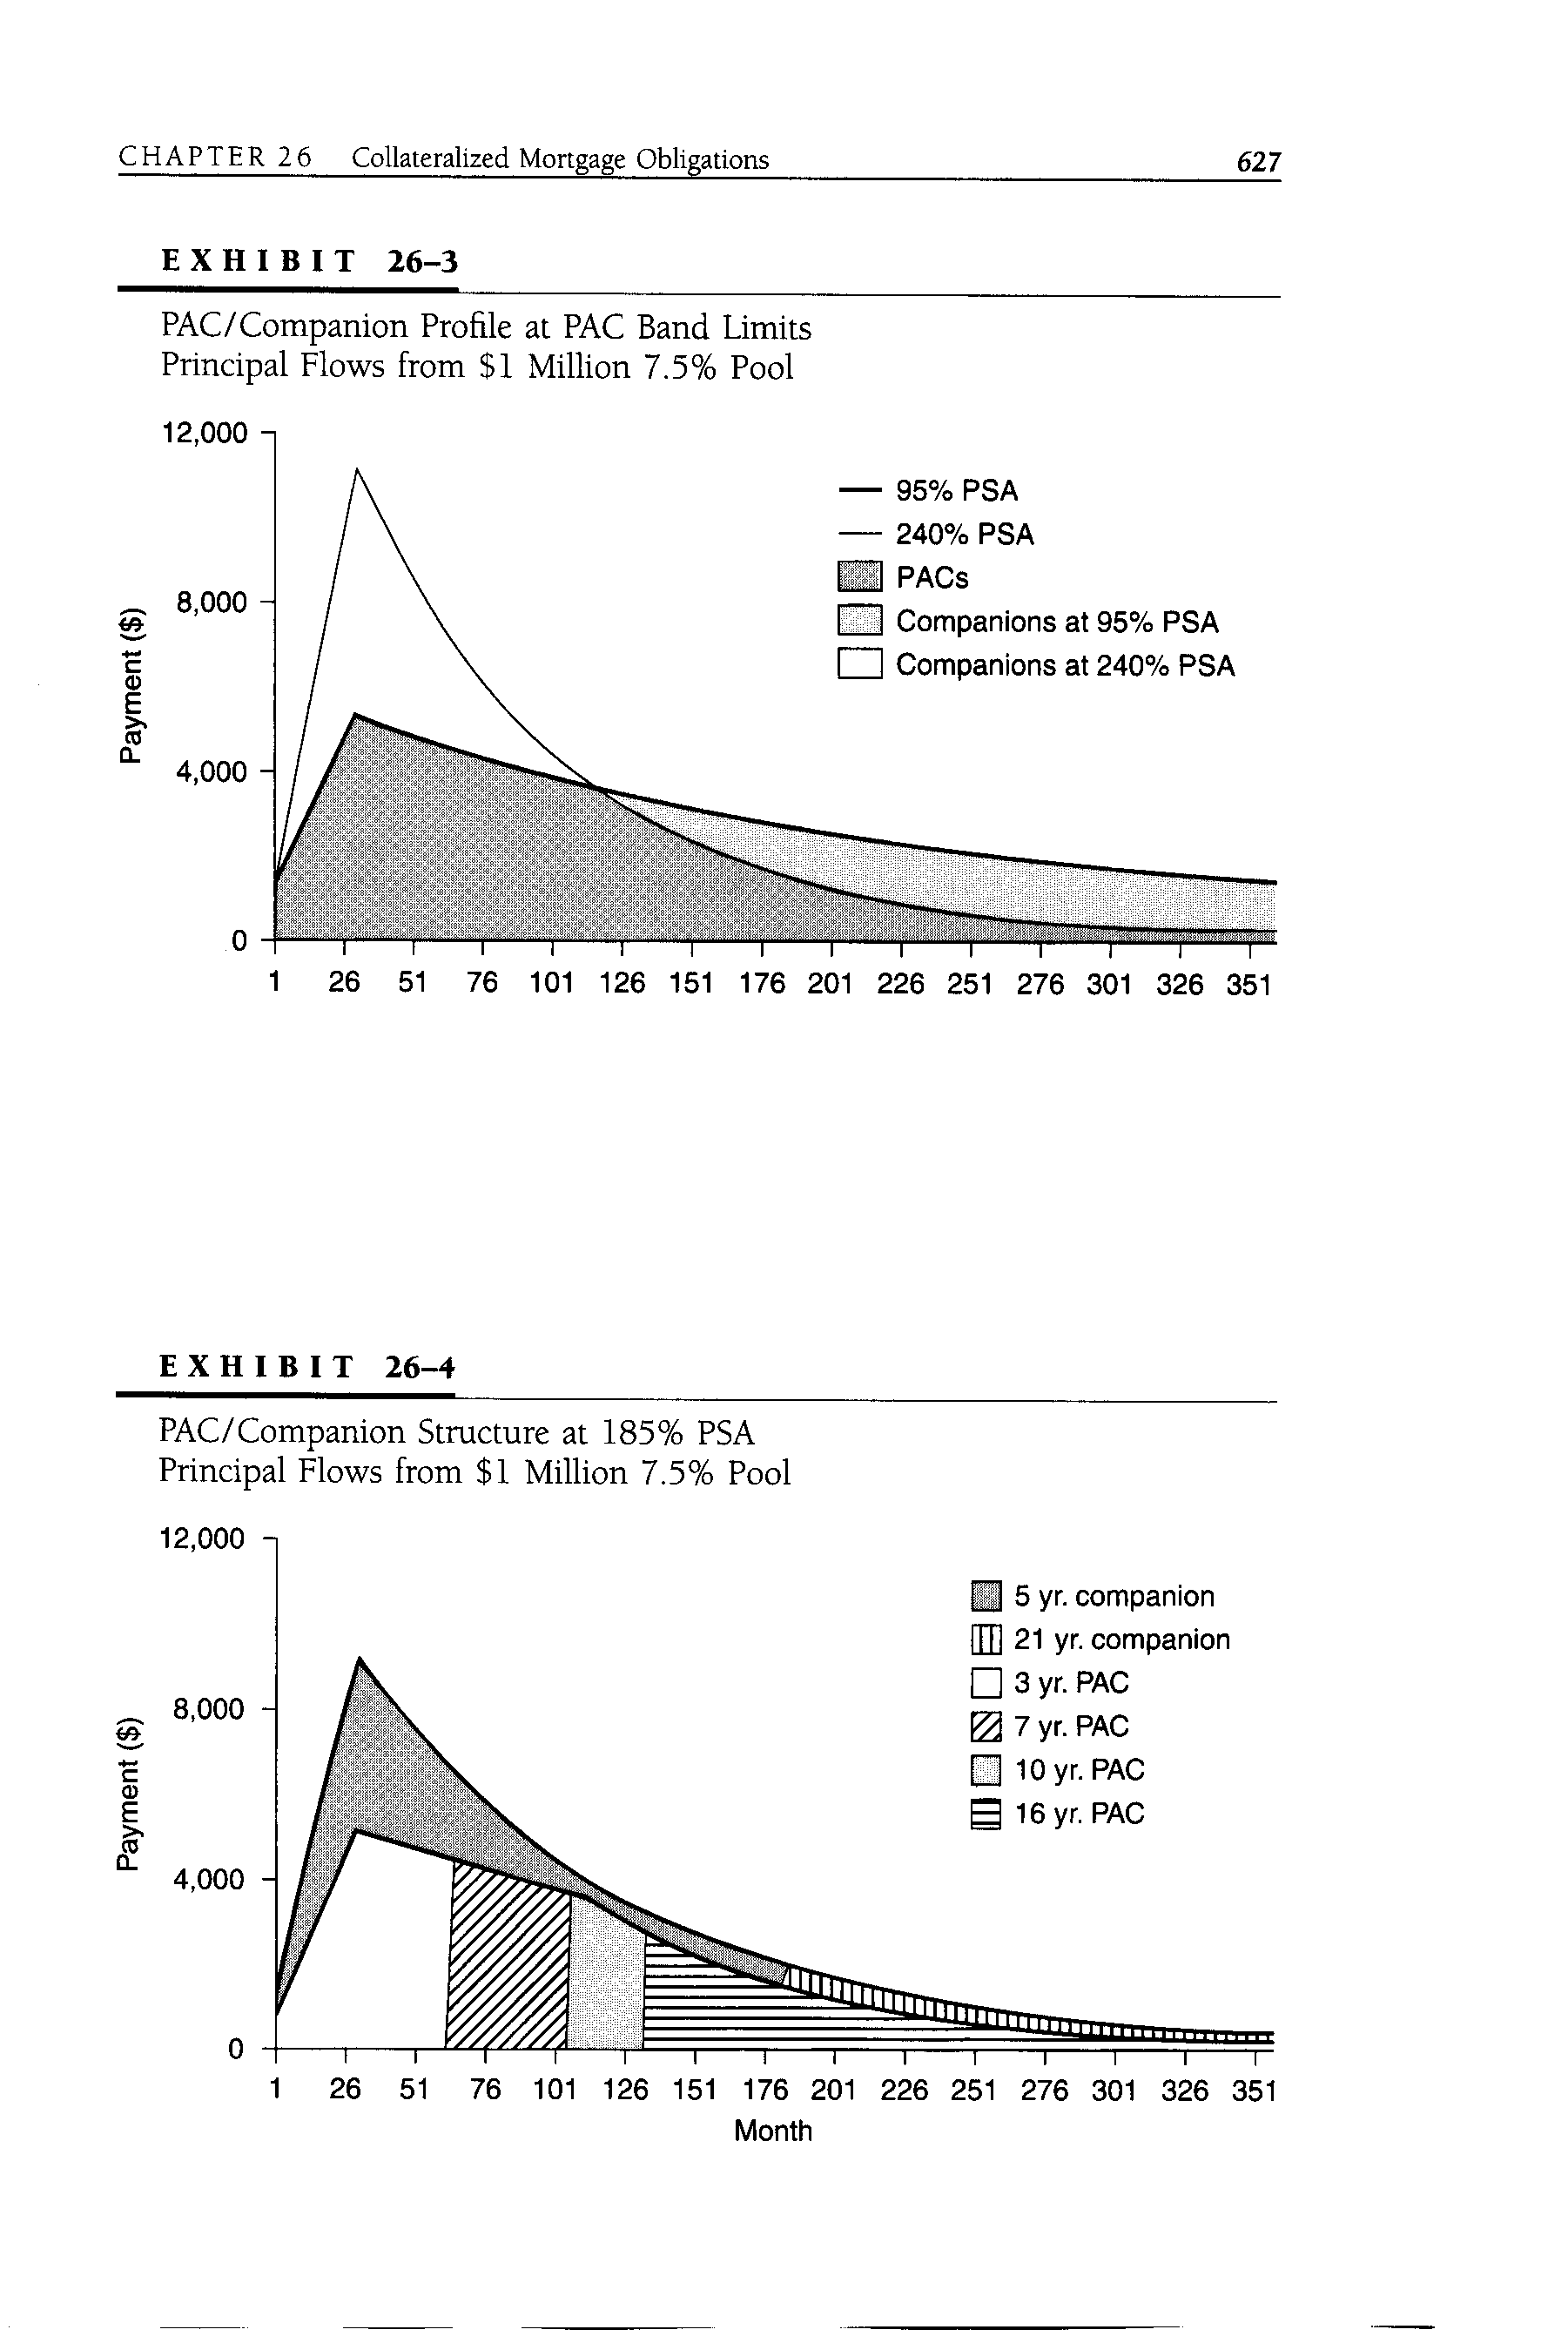 CHAPTER 26 Collateralized Mortgage Obligations 627
EXHIBIT 26–3
PAC/Companion Profile at PAC Band Limits
Principal Flows from $1 Million 7.5% Pool
12,000
8,000
4,000
0
Payment ($)
95% PSA
240% PSA
PACs
Companions at 95% PSA
Companions at 240% PSA
1 26 51 76 101 126 151 176 201 226 251 276 301 326 351
EXHIBIT 26–4
PAC/Companion Structure at 185% PSA
Principal Flows from $1 Million 7.5% Pool
12,000
8,000
4,000
0
Payment ($)
5 yr. companion
21 yr. companion
3 yr. PAC
7 yr. PAC
10 yr. PAC
16 yr. PAC
1 26 51 76 101 126 151 176 201 226 251 276 301 326 351
Month